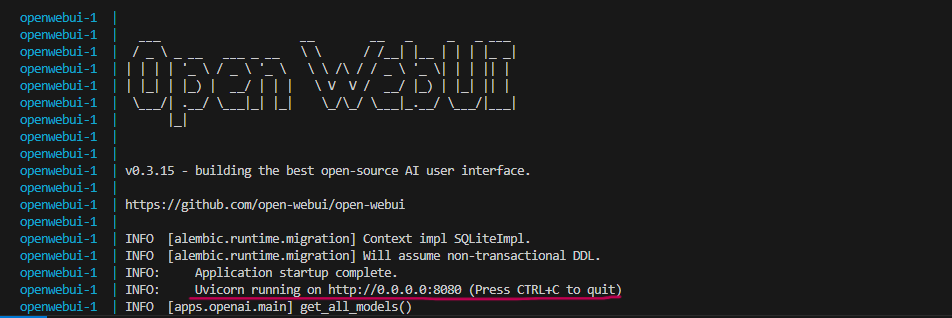 openwebui-1 |
openwebui-1 |   ___                    __        __   _     _   _ ___
openwebui-1 |  / _ \ _ __   ___ _ __   \ \      / /__| |__ | | | |_ _|
openwebui-1 | | | | | '_ \ / _ \ '_ \   \ \ /\ / / _ \ '_ \| | | || |
openwebui-1 | | |_| | |_) |  __/ | | |   \ V  V /  __/ |_) | |_| || |
openwebui-1 |  \___/| .__/ \___|_| |_|    \_/\_/ \___|_.__/ \___/|___|
openwebui-1 |       |_|
openwebui-1 |
openwebui-1 |
openwebui-1 | v0.3.15 - building the best open-source AI user interface.
openwebui-1 |
openwebui-1 | https://github.com/open-webui/open-webui
openwebui-1 |
openwebui-1 | INFO  [alembic.runtime.migration] Context impl SQLiteImpl.
openwebui-1 | INFO  [alembic.runtime.migration] Will assume non-transactional DDL.
openwebui-1 | INFO:     Application startup complete.
openwebui-1 | INFO:     Uvicorn running on http://0.0.0.0:8080 (Press CTRL+C to quit)
openwebui-1 | INFO  [apps.openai.main] get_all_models()